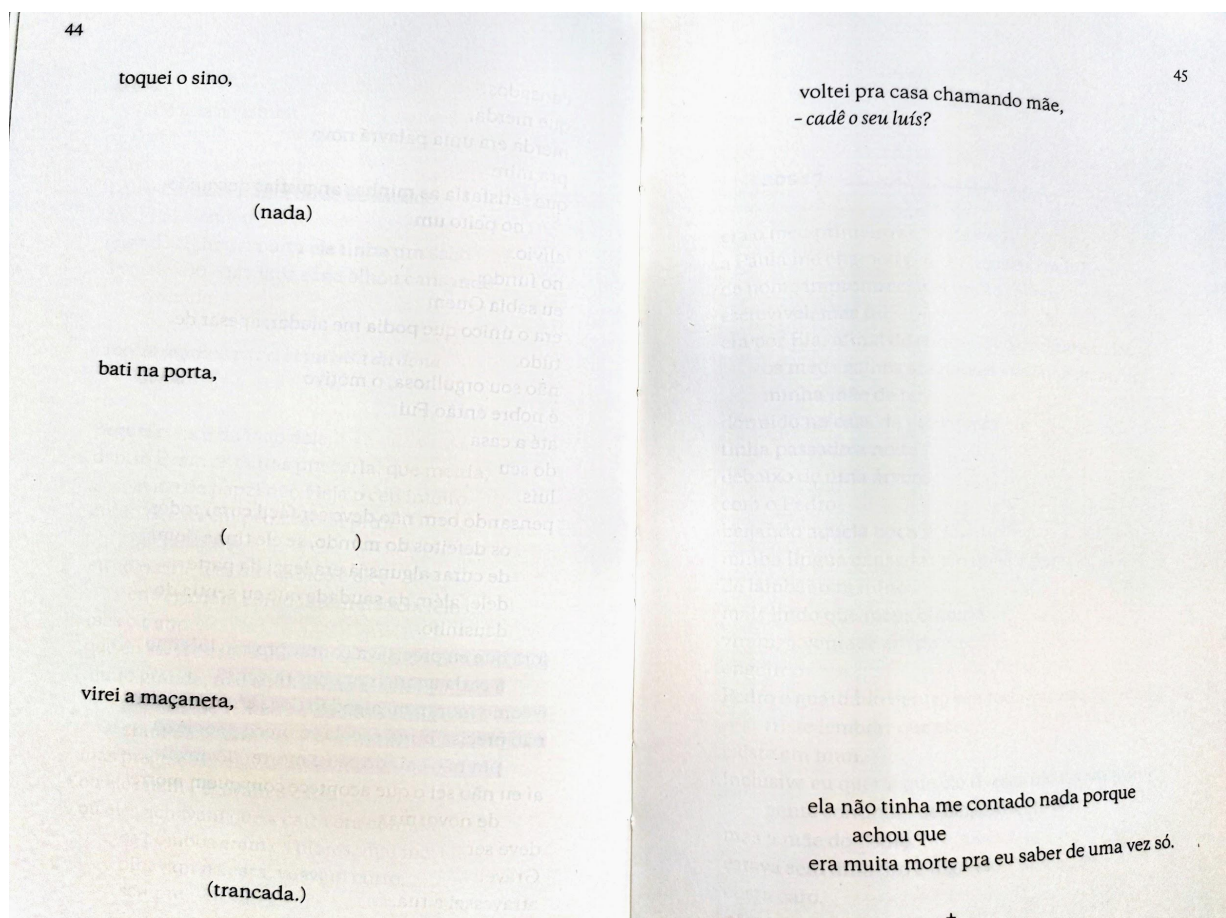 44
toquei o sino,
(nada)
bati na porta,
( )
virei a maçaneta,
(trancada.)
45
voltei pra casa chamando mãe,
– cadê o seu luís?
ela não tinha me contado nada porque
achou que
era muita morte pra eu saber de uma vez só.
+